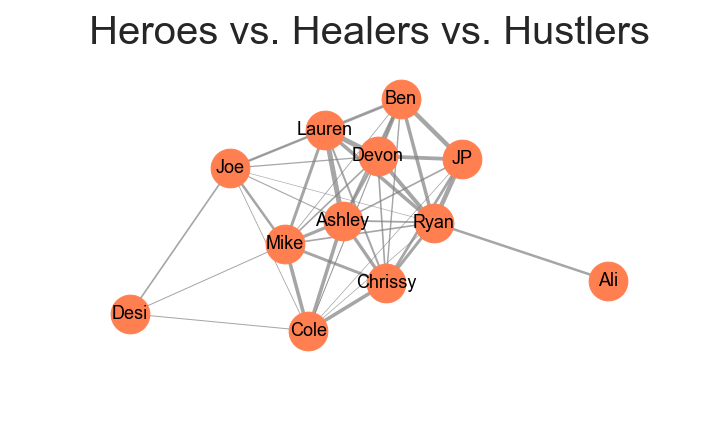 Heroes vs. Healers vs. Hustlers
Ben
Lauren
Devon
JP
Joe
Ashley
Ryan
Mike
Chrissy
Ali
Desi
Cole